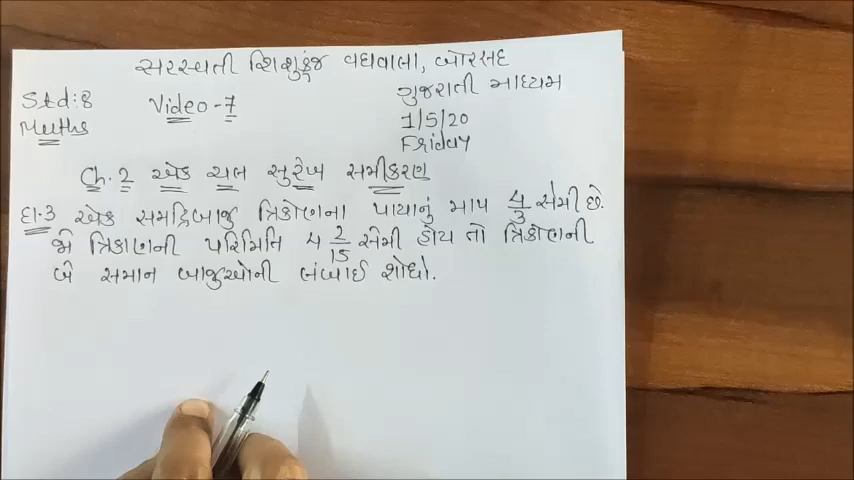 સરસ્વતી શિશુકુંજ વઘવાલા, બોરસદ
ગુજરાતી માધ્યમ
Std:8 Video-7
Maths
1/5/20
Friday
Ch. 2 એક ચલ સુરેખ સમીકરણ
દા.3 એક સમદ્વિબાજુ ત્રિકોણના પાયાનું માપ 4/3 સેમી છે.
જો ત્રિકોણની પરિમિતિ 4 2/15 સેમી હોય તો ત્રિકોણની
બે સમાન બાજુઓની લંબાઈ શોધો.